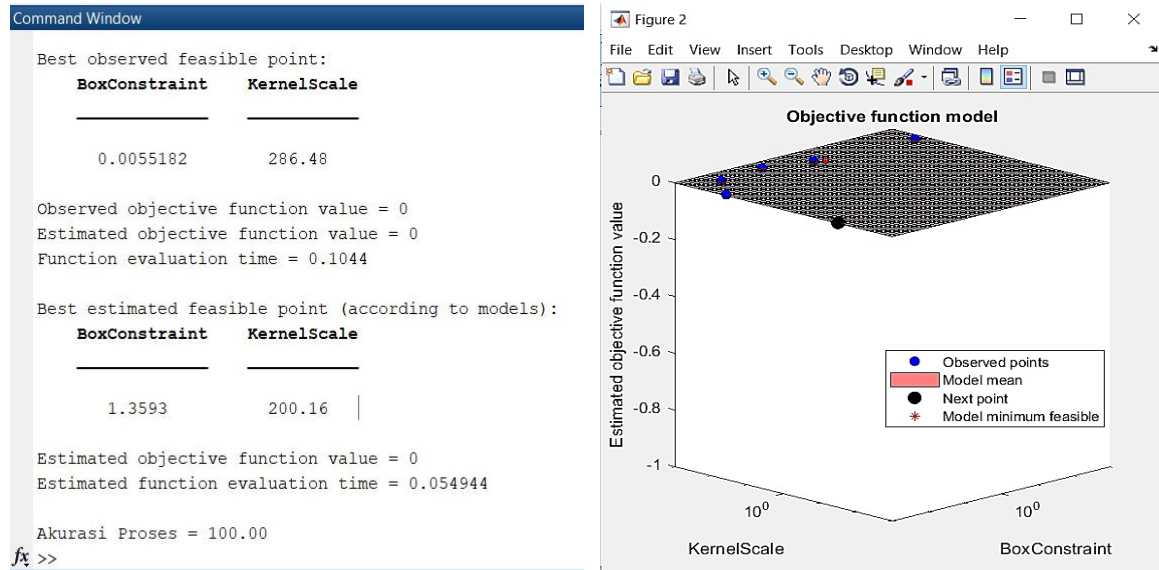 Command Window
Best observed feasible point:
BoxConstraint KernelScale
0.0055182 286.48
Observed objective function value = 0
Estimated objective function value = 0
Function evaluation time = 0.1044
Best estimated feasible point (according to models):
BoxConstraint KernelScale
1.3593 200.16
Estimated objective function value = 0
Estimated function evaluation time = 0.054944
Akurasi Proses = 100.00
fx >>
Figure 2
File Edit View Insert Tools Desktop Window Help
Objective function model
Estimated objective function value
0
-0.2
-0.4
-0.6
-0.8
-1
Observed points
Model mean
Next point
Model minimum feasible
10⁰ 10⁰
KernelScale BoxConstraint